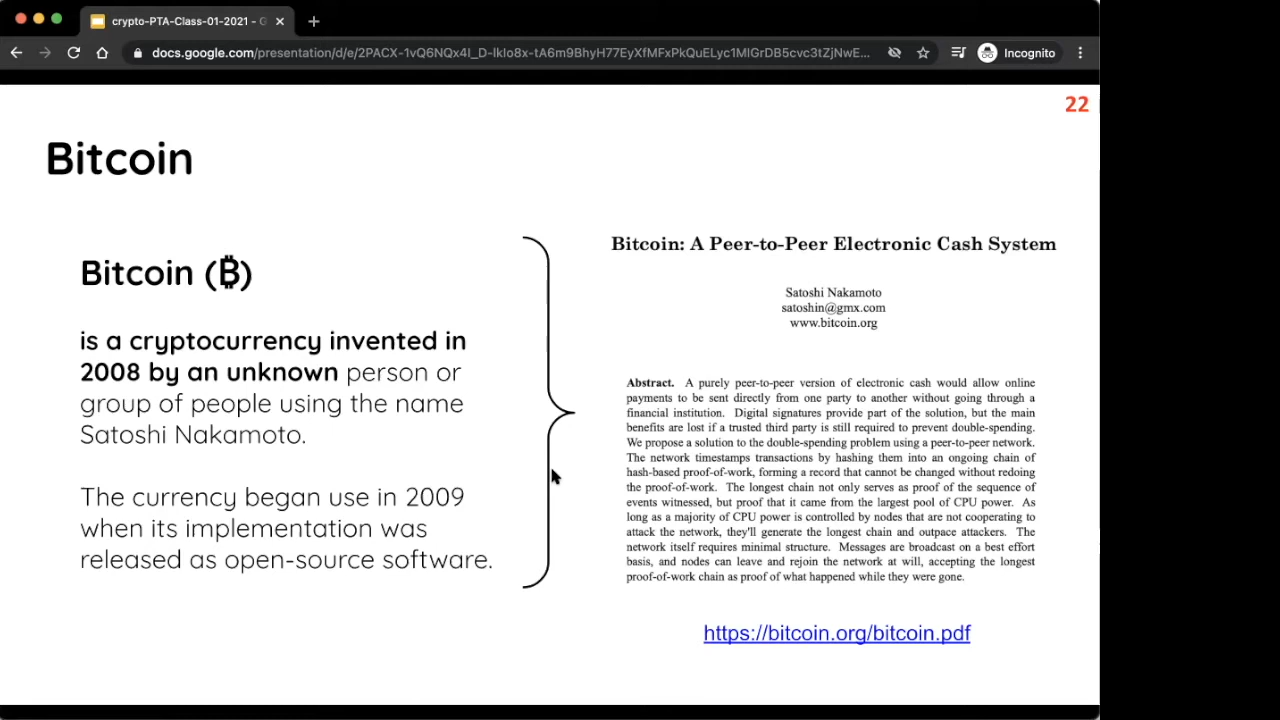 crypto-PTA-Class-01-2021 - G
docs.google.com/presentation/d/e/2PACX-1vQ6NQx4I_D-lkIo8x-tA6m9BhyH77EyXfMFxPkQuELyc1MIGrDB5cvc3tZjNwE...
Incognito
22
Bitcoin
Bitcoin (₿)
is a cryptocurrency invented in
2008 by an unknown person or
group of people using the name
Satoshi Nakamoto.
The currency began use in 2009
when its implementation was
released as open-source software.
Bitcoin: A Peer-to-Peer Electronic Cash System
Satoshi Nakamoto
satoshin@gmx.com
www.bitcoin.org
Abstract. A purely peer-to-peer version of electronic cash would allow online
payments to be sent directly from one party to another without going through a
financial institution. Digital signatures provide part of the solution, but the main
benefits are lost if a trusted third party is still required to prevent double-spending.
We propose a solution to the double-spending problem using a peer-to-peer network.
The network timestamps transactions by hashing them into an ongoing chain of
hash-based proof-of-work, forming a record that cannot be changed without redoing
the proof-of-work. The longest chain not only serves as proof of the sequence of
events witnessed, but proof that it came from the largest pool of CPU power. As
long as a majority of CPU power is controlled by nodes that are not cooperating to
attack the network, they'll generate the longest chain and outpace attackers. The
network itself requires minimal structure. Messages are broadcast on a best effort
basis, and nodes can leave and rejoin the network at will, accepting the longest
proof-of-work chain as proof of what happened while they were gone.
https://bitcoin.org/bitcoin.pdf